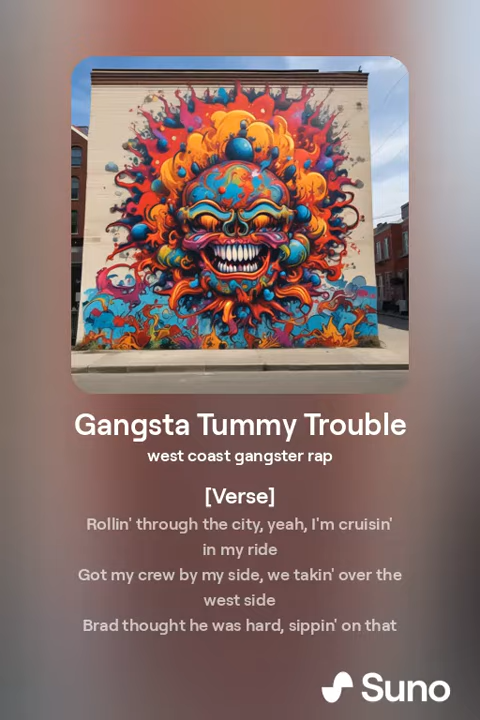 Gangsta Tummy Trouble
west coast gangster rap
[Verse]
Rollin' through the city, yeah, I'm cruisin'
in my ride
Got my crew by my side, we takin' over the
west side
Brad thought he was hard, sippin' on that
Suno